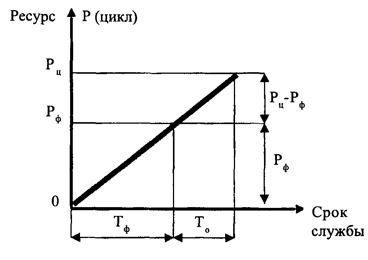 Ресурс Р (цикл)
Рц
Рц-Рф
Рф
Рф
0
Тф То
Срок
службы